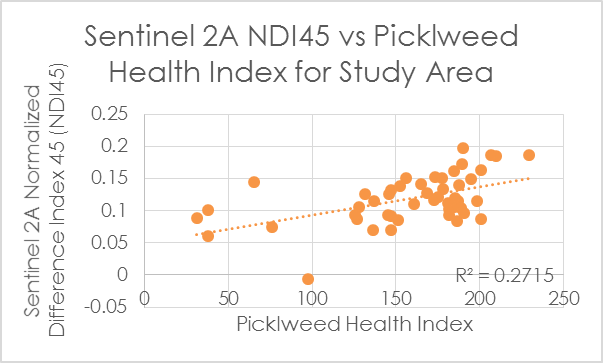 Sentinel 2A NDI45 vs Picklweed
Health Index for Study Area
Sentinel 2A Normalized
Difference Index 45 (NDI45)
0.25
0.2
0.15
0.1
0.05
0
-0.05
R² = 0.2715
0 50 100 150 200 250
Picklweed Health Index